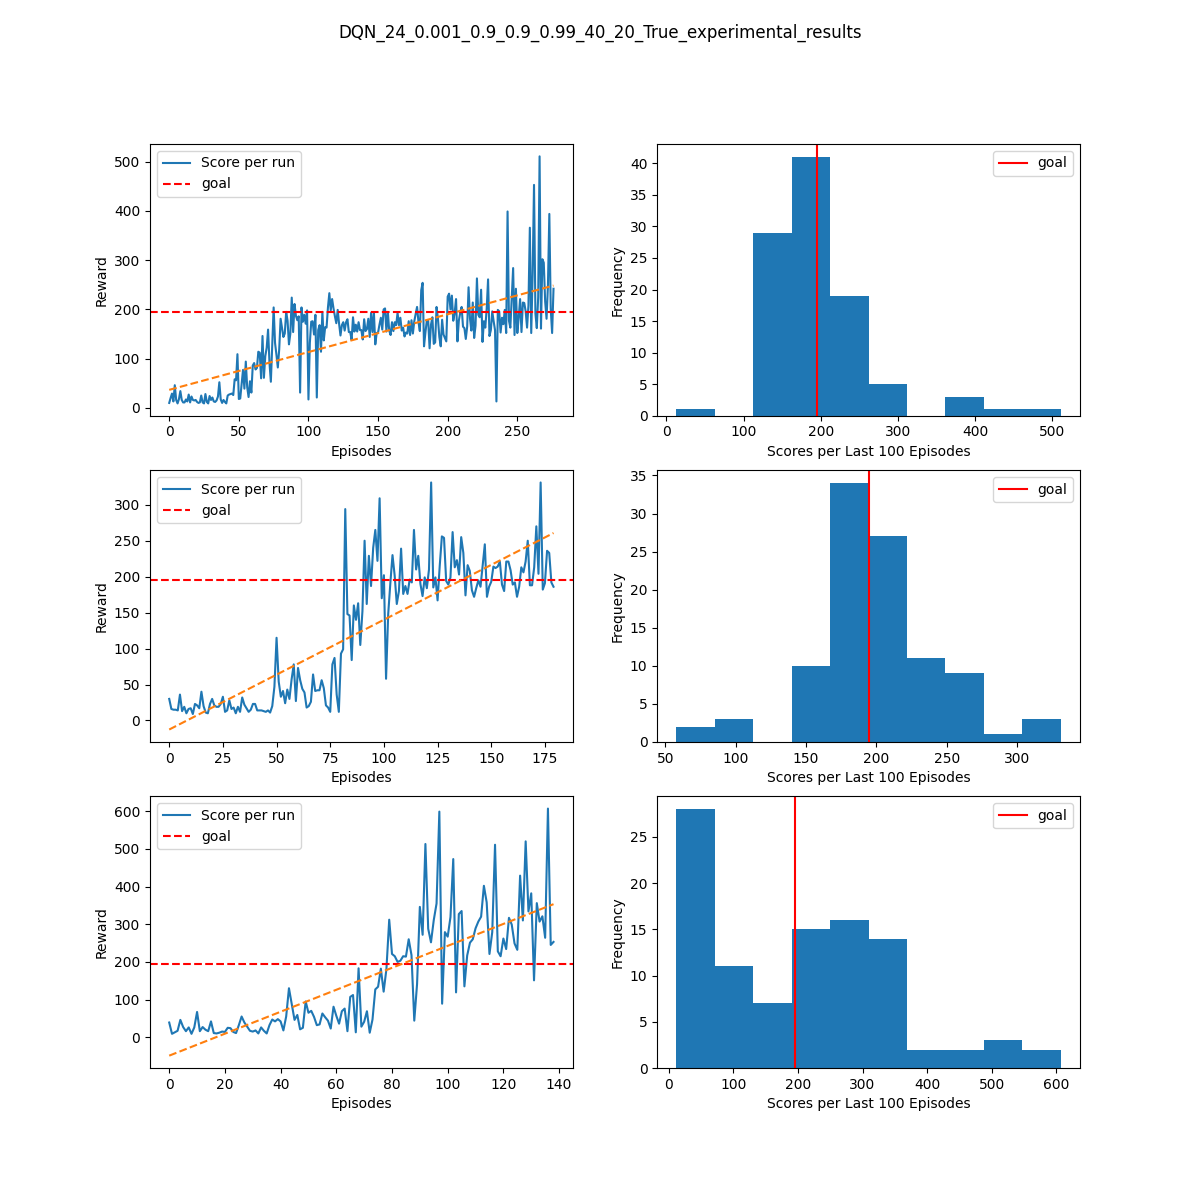 DQN_24_0.001_0.9_0.9_0.99_40_20_True_experimental_results
Score per run
goal
500
400
300
200
100
0
Reward
0 50 100 150 200 250
Episodes
goal
40
35
30
25
20
15
10
5
0
Frequency
0 100 200 300 400 500
Scores per Last 100 Episodes
Score per run
goal
300
250
200
150
100
50
0
Reward
0 25 50 75 100 125 150 175
Episodes
goal
35
30
25
20
15
10
5
0
Frequency
50 100 150 200 250 300
Scores per Last 100 Episodes
Score per run
goal
600
500
400
300
200
100
0
Reward
0 20 40 60 80 100 120 140
Episodes
goal
25
20
15
10
5
0
Frequency
0 100 200 300 400 500 600
Scores per Last 100 Episodes